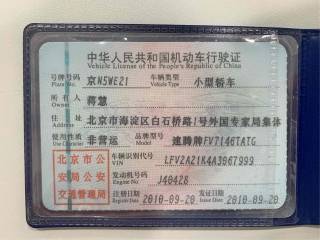 中华人民共和国机动车行驶证
Vehicle License of the People's Republic of China
号牌号码 京N5WE21 车辆类型 小型轿车
Plate No. Vehicle Type
所有人 蒋慧
Owner
住址 北京市海淀区白石桥路1号外国专家局集体
Address
使用性质 非营运 品牌型号 速腾牌FV7146TATG
Use Character Model
北京市公安局公安交通管理局
车辆识别代号 LFV2A21K4A3967999
VIN
发动机号码 J40428
Engine No.
注册日期 2010-09-20 发证日期 2010-09-20
Register Date Issue Date